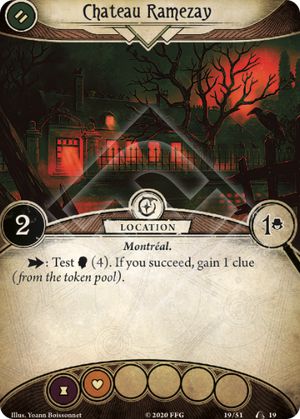 Chateau Ramezay
2
LOCATION
1
Montréal.
: Test (4). If you succeed, gain 1 clue
(from the token pool).
Illus. Yoann Boissonnet
© 2020 FFG
19/51
19